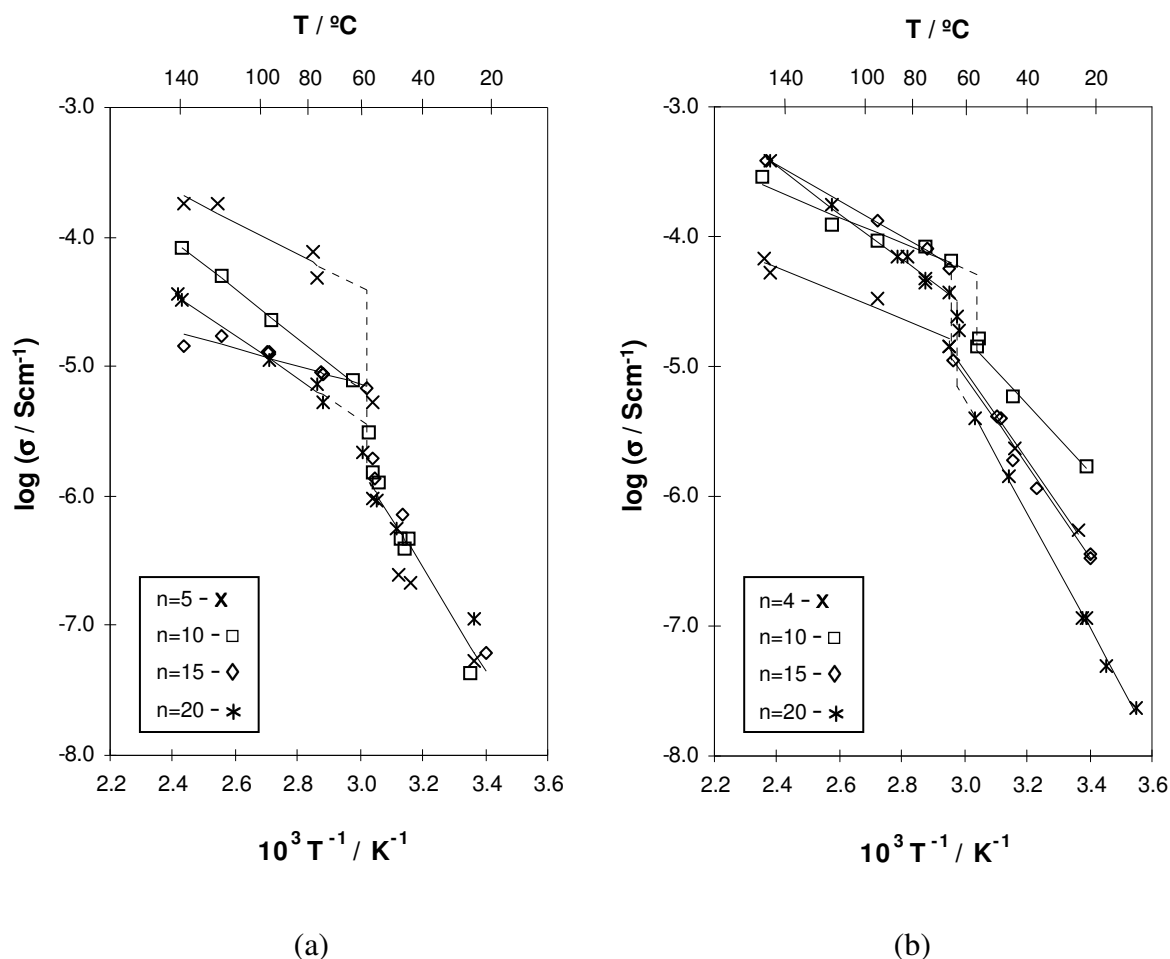 T / ºC
140 100 80 60 40 20
-3.0
-4.0
-5.0
-6.0
-7.0
-8.0
log (σ / Scm⁻¹)
n=5 – x
n=10 – □
n=15 – ◊
n=20 – ∗
2.2 2.4 2.6 2.8 3.0 3.2 3.4 3.6
10³ T⁻¹ / K⁻¹
(a)
T / ºC
140 100 80 60 40 20
-3.0
-4.0
-5.0
-6.0
-7.0
-8.0
log (σ / Scm⁻¹)
n=4 – x
n=10 – □
n=15 – ◊
n=20 – ∗
2.2 2.4 2.6 2.8 3.0 3.2 3.4 3.6
10³ T⁻¹ / K⁻¹
(b)